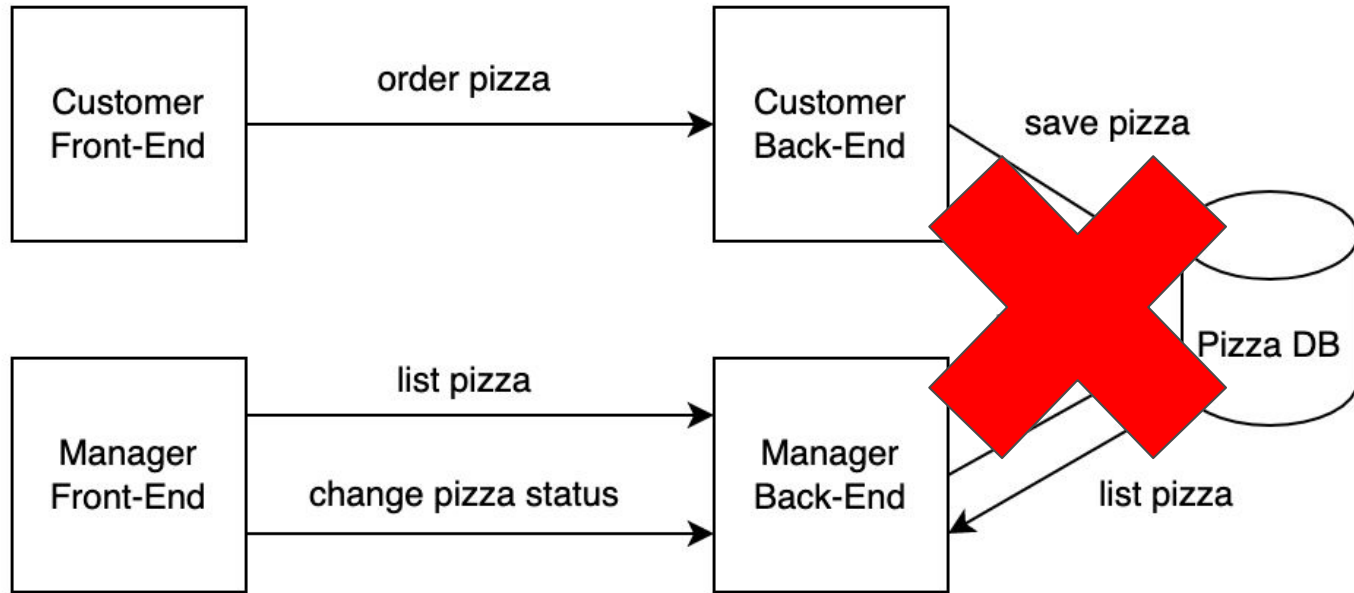 Customer
Front-End
order pizza
Customer
Back-End
save pizza
Pizza DB
Manager
Front-End
list pizza
change pizza status
Manager
Back-End
list pizza